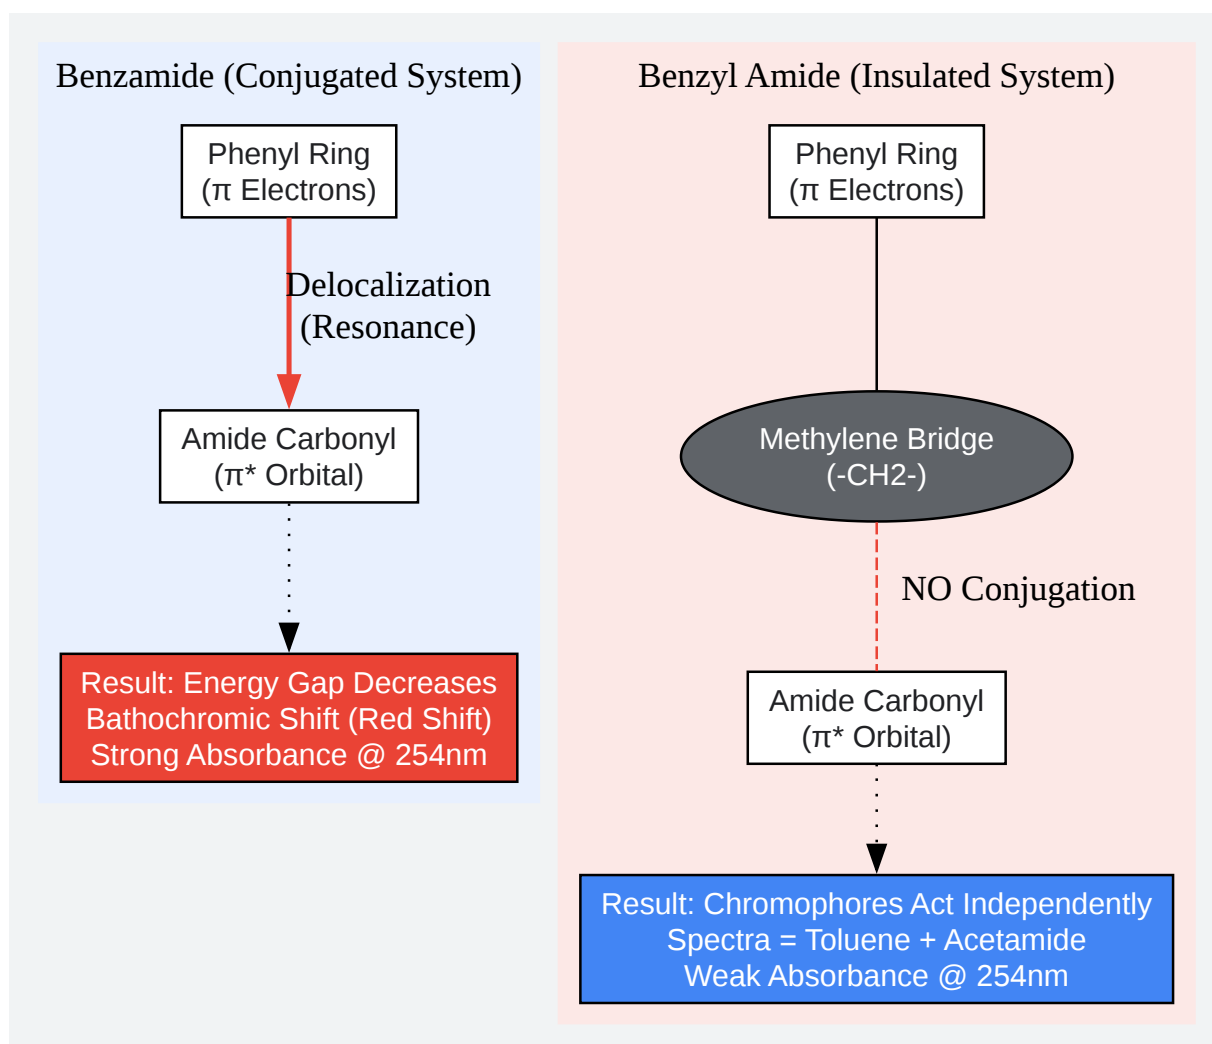 Benzamide (Conjugated System)
Phenyl Ring
(π Electrons)
Delocalization
(Resonance)
Amide Carbonyl
(π* Orbital)
Result: Energy Gap Decreases
Bathochromic Shift (Red Shift)
Strong Absorbance @ 254nm
Benzyl Amide (Insulated System)
Phenyl Ring
(π Electrons)
Methylene Bridge
(-CH2-)
NO Conjugation
Amide Carbonyl
(π* Orbital)
Result: Chromophores Act Independently
Spectra = Toluene + Acetamide
Weak Absorbance @ 254nm